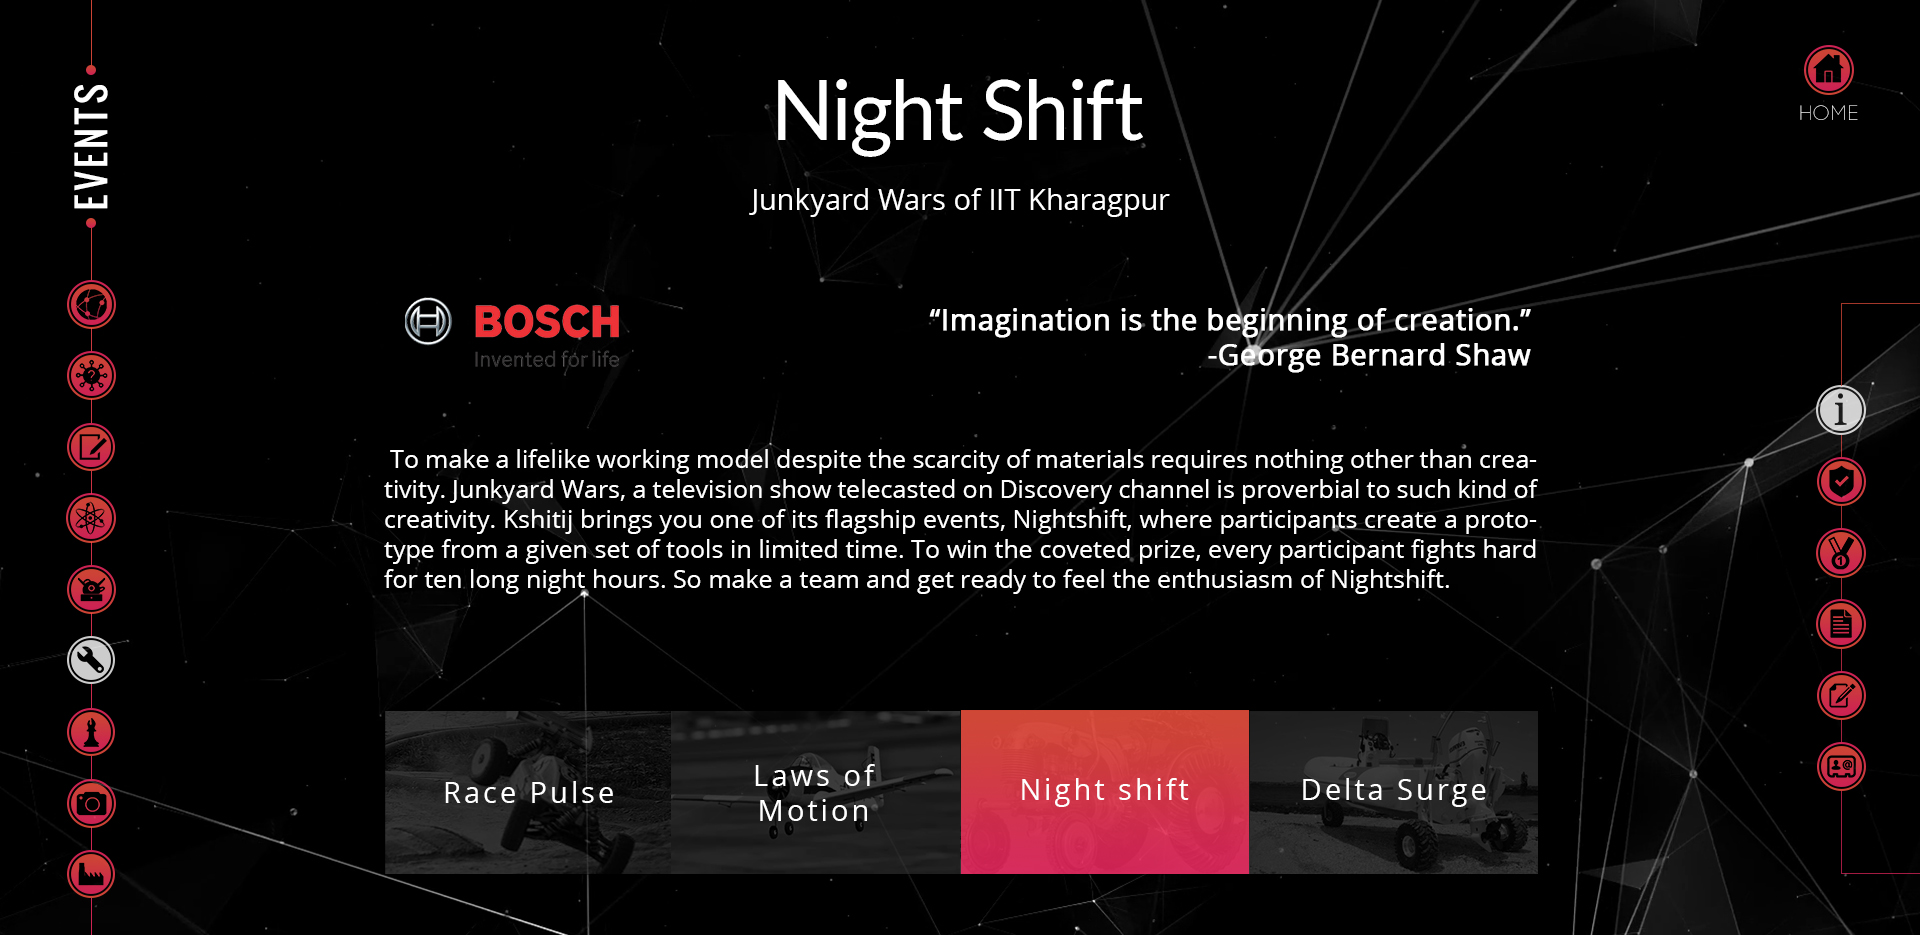 EVENTS
Night Shift
HOME
Junkyard Wars of IIT Kharagpur
BOSCH
Invented for life
“Imagination is the beginning of creation.”
-George Bernard Shaw
i
To make a lifelike working model despite the scarcity of materials requires nothing other than crea-
tivity. Junkyard Wars, a television show telecasted on Discovery channel is proverbial to such kind of
creativity. Kshitij brings you one of its flagship events, Nightshift, where participants create a proto-
type from a given set of tools in limited time. To win the coveted prize, every participant fights hard
for ten long night hours. So make a team and get ready to feel the enthusiasm of Nightshift.
Race Pulse
Laws of
Motion
Night shift
Delta Surge